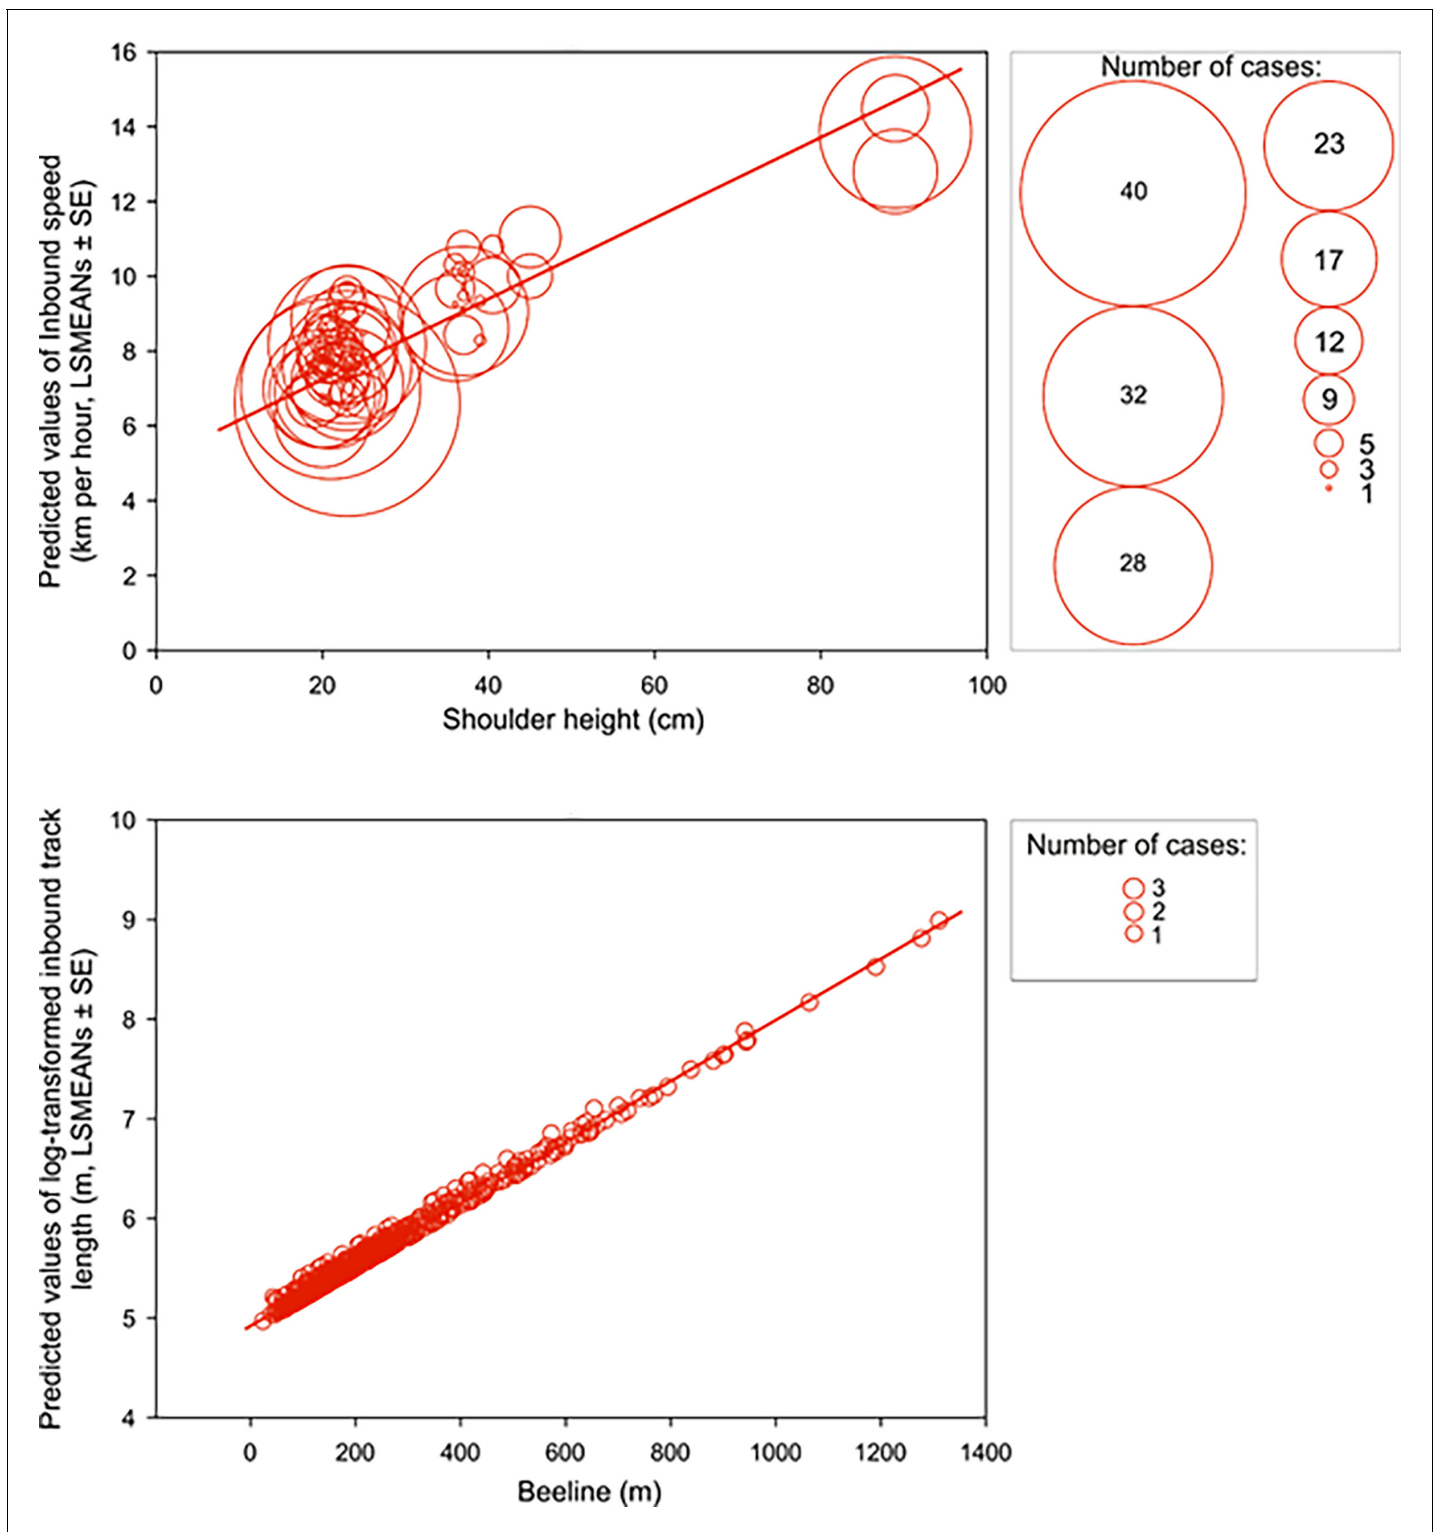 Predicted values of Inbound speed
(km per hour, LSMEANs ± SE)
16
14
12
10
8
6
4
2
0
0 20 40 60 80 100
Shoulder height (cm)
Number of cases:
40
32
28
23
17
12
9
5
3
1
Predicted values of log-transformed inbound track
length (m, LSMEANs ± SE)
10
9
8
7
6
5
4
0 200 400 600 800 1000 1200 1400
Beeline (m)
Number of cases:
3
2
1